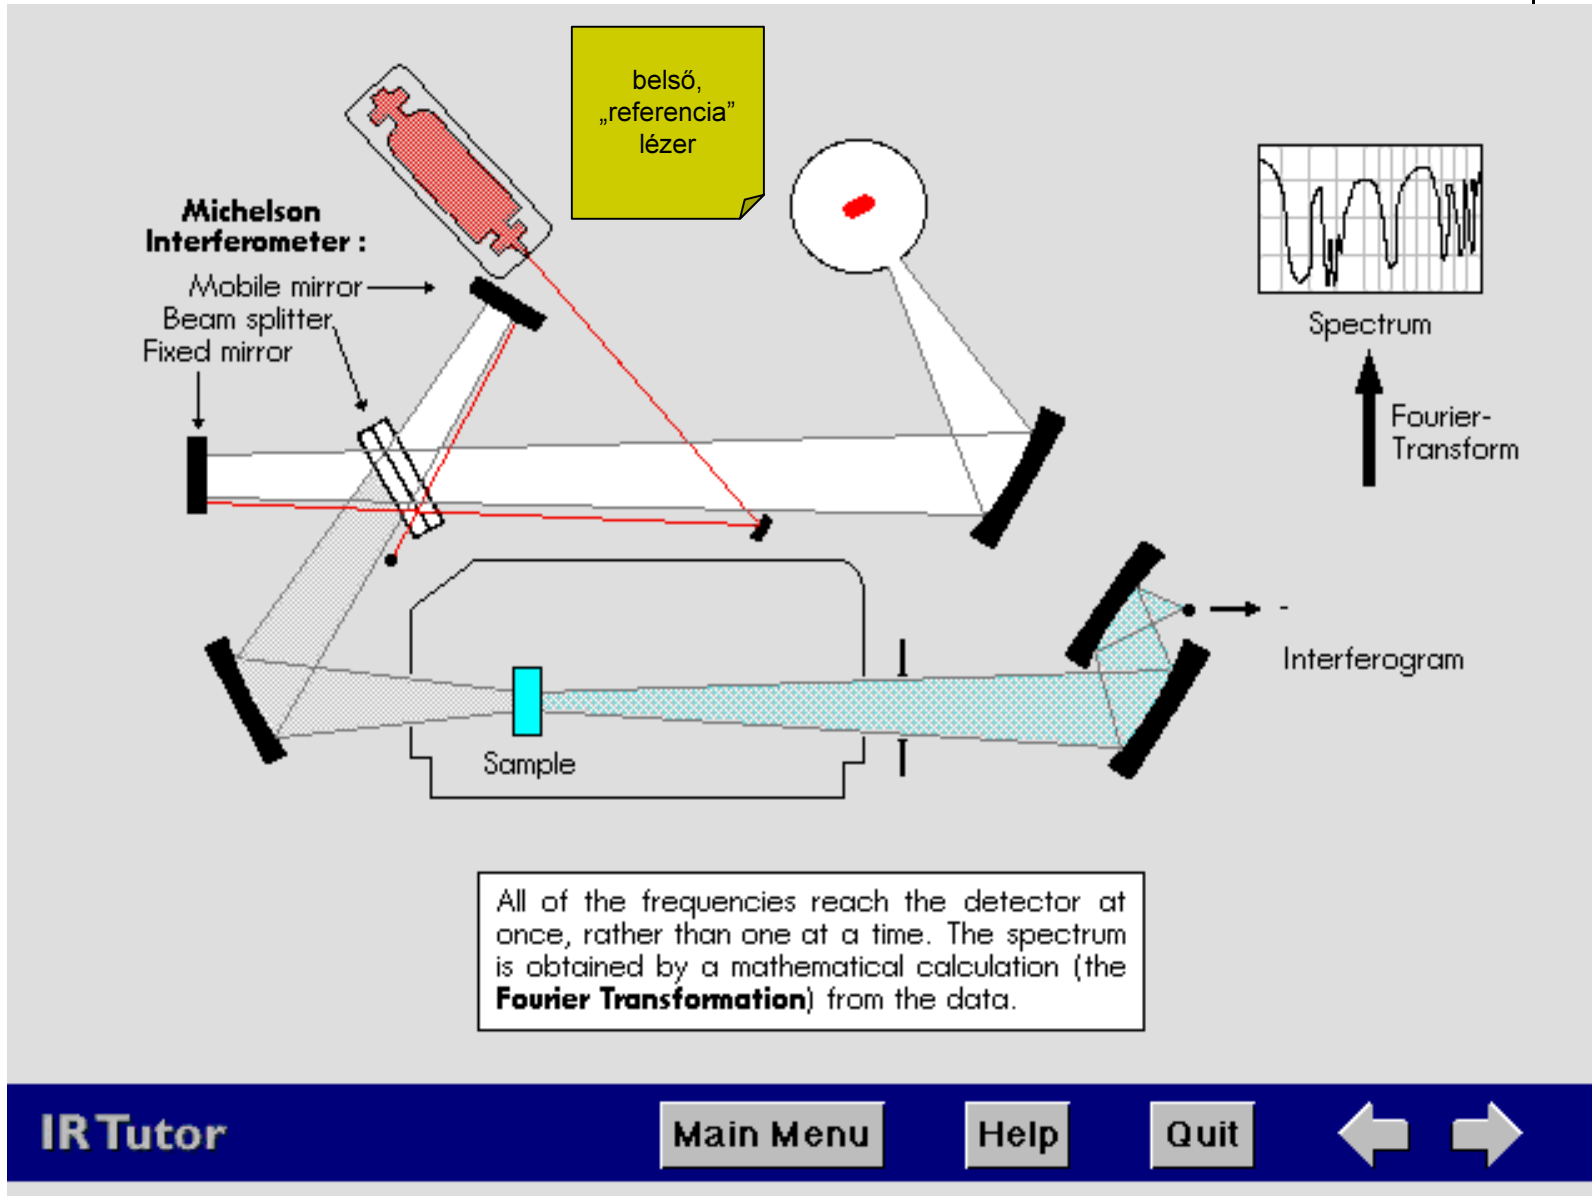 belső,
„referencia”
lézer
Michelson
Interferometer :
Mobile mirror
Beam splitter
Fixed mirror
Spectrum
Fourier-
Transform
-
Interferogram
Sample
All of the frequencies reach the detector at
once, rather than one at a time. The spectrum
is obtained by a mathematical calculation (the
Fourier Transformation) from the data.
IR Tutor
Main Menu
Help
Quit